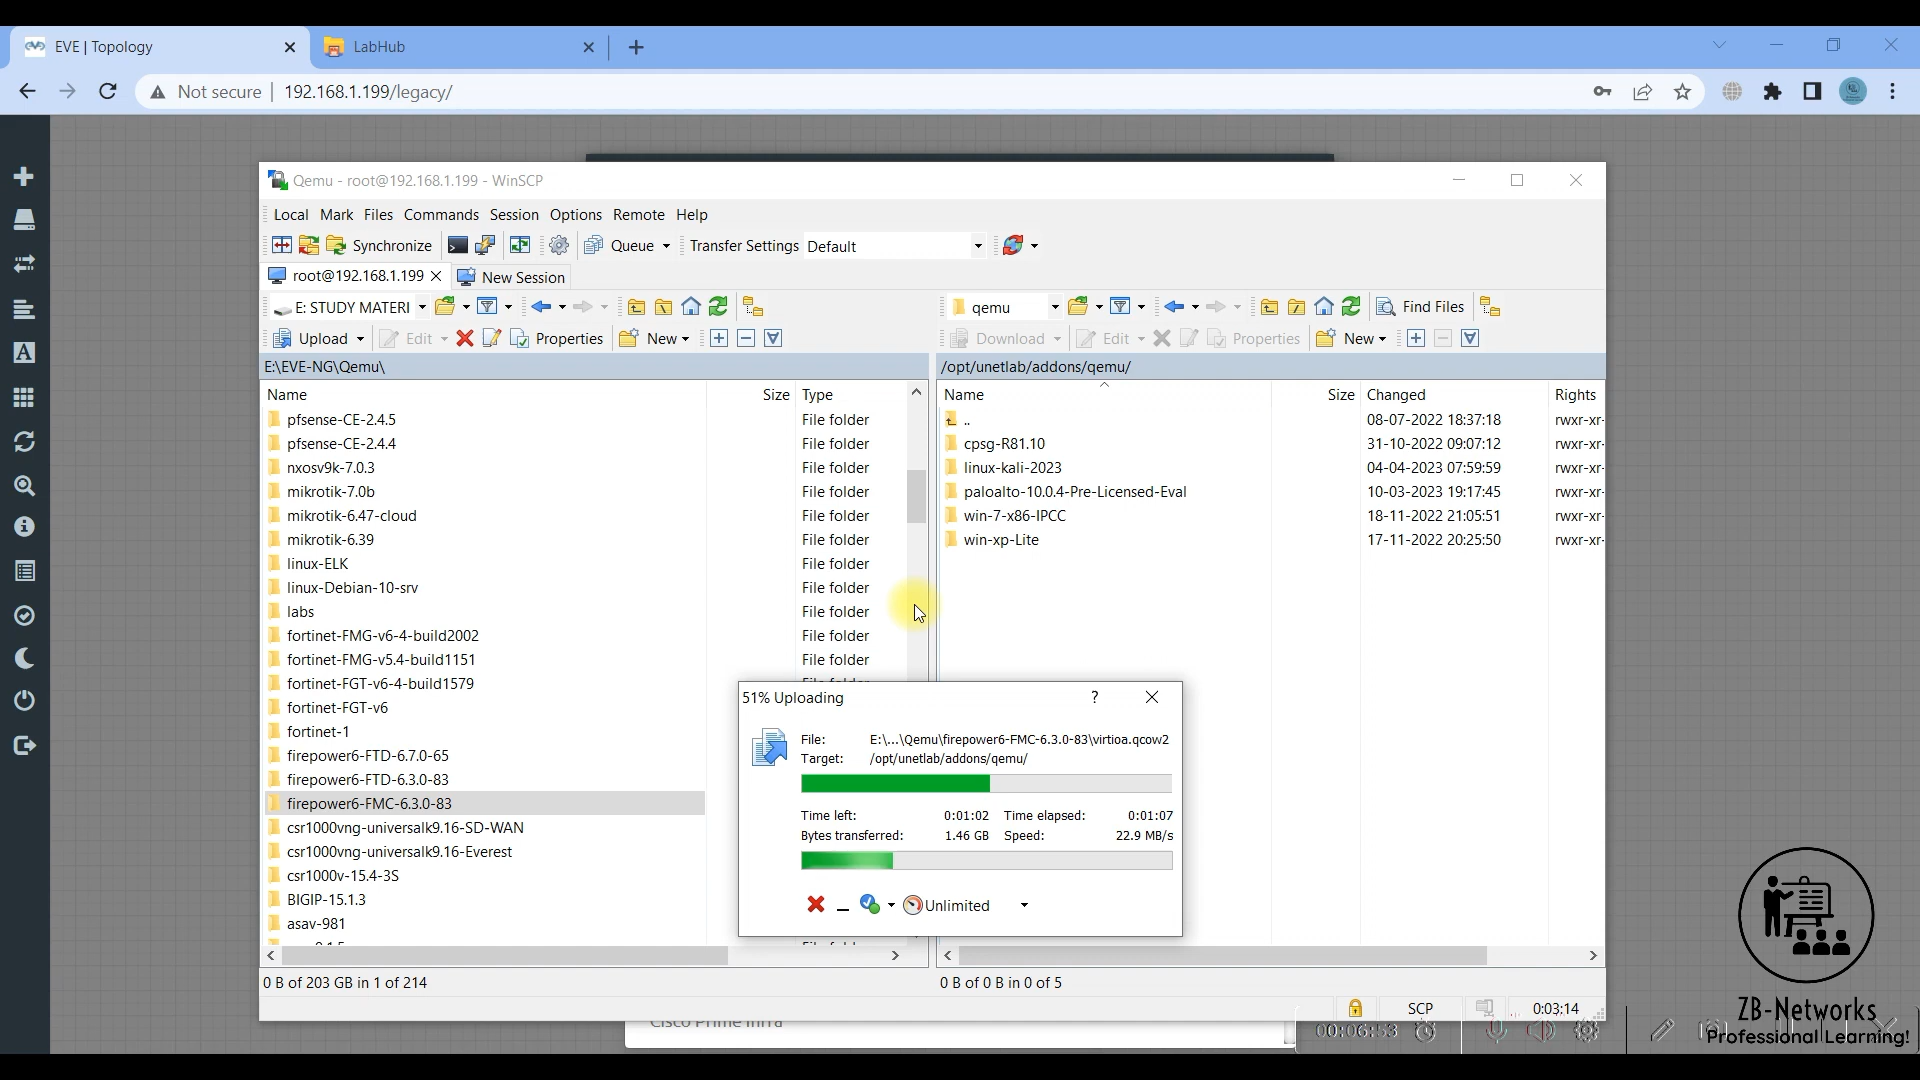 EVE | Topology
LabHub
Not secure
192.168.1.199/legacy/
Qemu - root@192.168.1.199 - WinSCP
Local Mark Files Commands Session Options Remote Help
Synchronize
Queue
Transfer Settings Default
root@192.168.1.199
New Session
E: STUDY MATERI
qemu
Find Files
Upload
Edit
Properties
New
Download
Edit
Properties
New
E:\EVE-NG\Qemu\
/opt/unetlab/addons/qemu/
Name Size Type
pfsense-CE-2.4.5 File folder
pfsense-CE-2.4.4 File folder
nxosv9k-7.0.3 File folder
mikrotik-7.0b File folder
mikrotik-6.47-cloud File folder
mikrotik-6.39 File folder
linux-ELK File folder
linux-Debian-10-srv File folder
labs File folder
fortinet-FMG-v6-4-build2002 File folder
fortinet-FMG-v5.4-build1151 File folder
fortinet-FGT-v6-4-build1579
fortinet-FGT-v6
fortinet-1
firepower6-FTD-6.7.0-65
firepower6-FTD-6.3.0-83
firepower6-FMC-6.3.0-83
csr1000vng-universalk9.16-SD-WAN
csr1000vng-universalk9.16-Everest
csr1000v-15.4-3S
BIGIP-15.1.3
asav-981
Name Size Changed Rights
.. 08-07-2022 18:37:18 rwxr-xr-
cpsg-R81.10 31-10-2022 09:07:12 rwxr-xr-
linux-kali-2023 04-04-2023 07:59:59 rwxr-xr-
paloalto-10.0.4-Pre-Licensed-Eval 10-03-2023 19:17:45 rwxr-xr-
win-7-x86-IPCC 18-11-2022 21:05:51 rwxr-xr-
win-xp-Lite 17-11-2022 20:25:50 rwxr-xr-
51% Uploading
?
File: E:\...\Qemu\firepower6-FMC-6.3.0-83\virtioa.qcow2
Target: /opt/unetlab/addons/qemu/
Time left: 0:01:02 Time elapsed: 0:01:07
Bytes transferred: 1.46 GB Speed: 22.9 MB/s
Unlimited
0 B of 203 GB in 1 of 214
0 B of 0 B in 0 of 5
SCP
0:03:14
Cisco Prime Infra
00:06:53
ZB-Networks
Professional Learning!